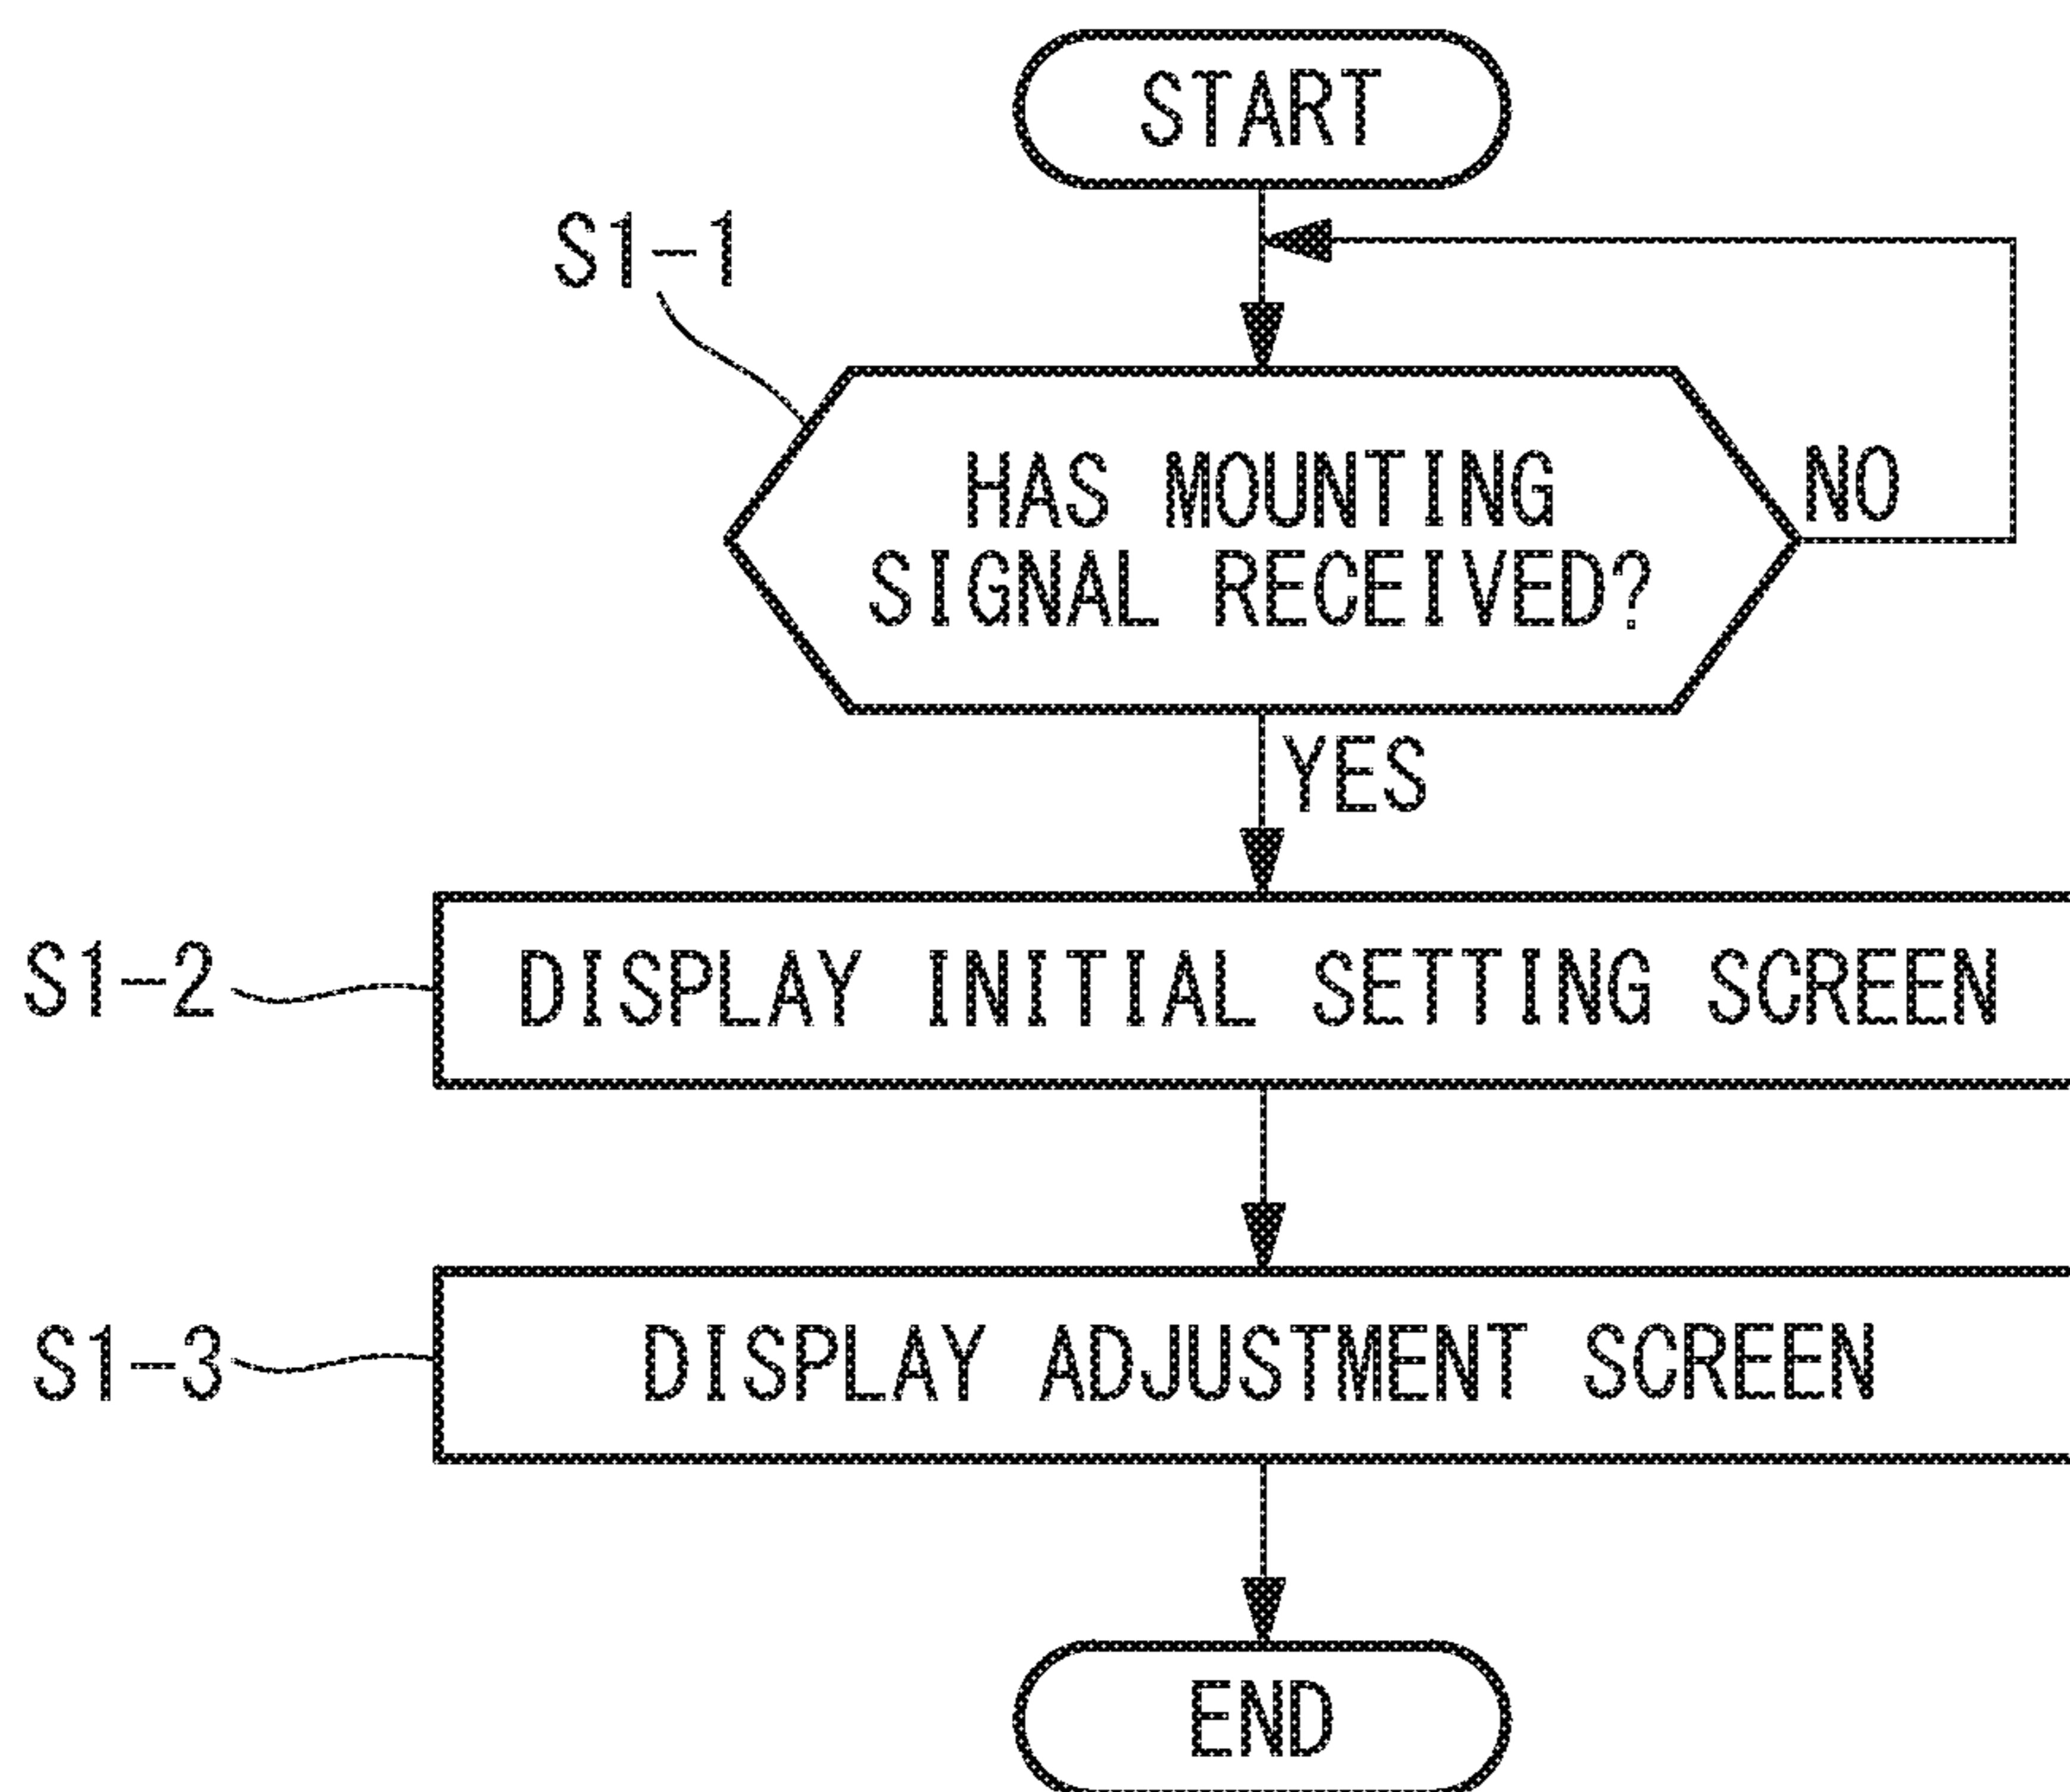 START
S1-1
HAS MOUNTING
SIGNAL RECEIVED?
NO
YES
S1-2
DISPLAY INITIAL SETTING SCREEN
S1-3
DISPLAY ADJUSTMENT SCREEN
END